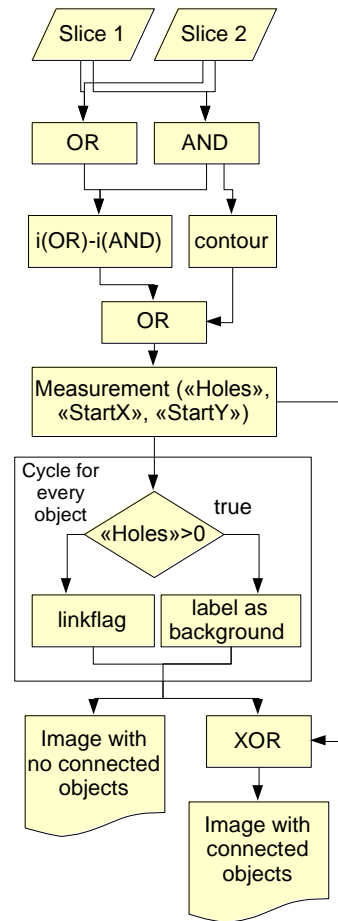 Slice 1
Slice 2
OR
AND
i(OR)-i(AND)
contour
OR
Measurement («Holes»,
«StartX», «StartY»)
Cycle for
every
object
true
«Holes»>0
linkflag
label as
background
Image with
no connected
objects
XOR
Image with
connected
objects